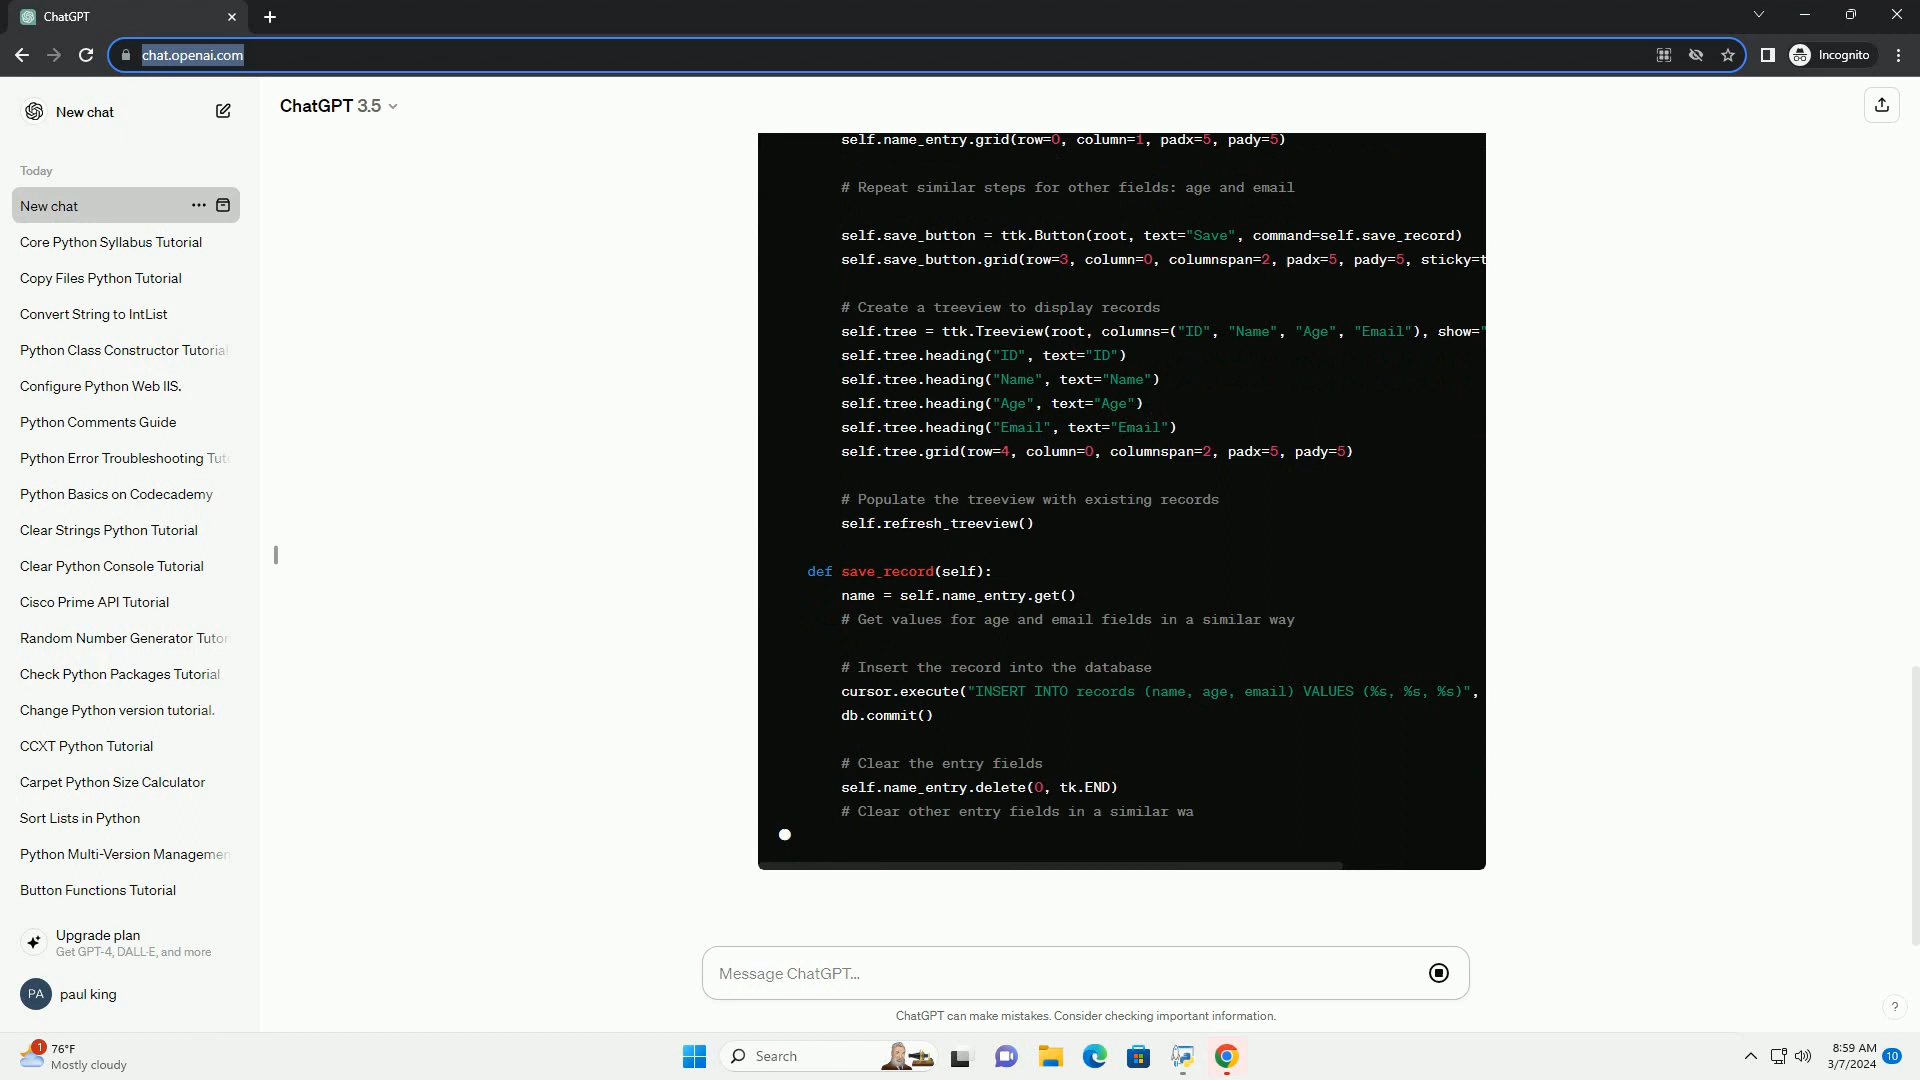 ChatGPT
chat.openai.com
Incognito
New chat
Today
New chat
Core Python Syllabus Tutorial
Copy Files Python Tutorial
Convert String to IntList
Python Class Constructor Tutorial
Configure Python Web IIS.
Python Comments Guide
Python Error Troubleshooting Tut
Python Basics on Codecademy
Clear Strings Python Tutorial
Clear Python Console Tutorial
Cisco Prime API Tutorial
Random Number Generator Tutor
Check Python Packages Tutorial
Change Python version tutorial.
CCXT Python Tutorial
Carpet Python Size Calculator
Sort Lists in Python
Python Multi-Version Managemen
Button Functions Tutorial
Upgrade plan
Get GPT-4, DALL·E, and more
PA
paul king
ChatGPT 3.5
self.name_entry.grid(row=0, column=1, padx=5, pady=5)
# Repeat similar steps for other fields: age and email
self.save_button = ttk.Button(root, text="Save", command=self.save_record)
self.save_button.grid(row=3, column=0, columnspan=2, padx=5, pady=5, sticky=t
# Create a treeview to display records
self.tree = ttk.Treeview(root, columns=("ID", "Name", "Age", "Email"), show="
self.tree.heading("ID", text="ID")
self.tree.heading("Name", text="Name")
self.tree.heading("Age", text="Age")
self.tree.heading("Email", text="Email")
self.tree.grid(row=4, column=0, columnspan=2, padx=5, pady=5)
# Populate the treeview with existing records
self.refresh_treeview()
def save_record(self):
name = self.name_entry.get()
# Get values for age and email fields in a similar way
# Insert the record into the database
cursor.execute("INSERT INTO records (name, age, email) VALUES (%s, %s, %s)",
db.commit()
# Clear the entry fields
self.name_entry.delete(0, tk.END)
# Clear other entry fields in a similar wa
Message ChatGPT…
ChatGPT can make mistakes. Consider checking important information.
?
1
76°F
Mostly cloudy
Search
8:59 AM
3/7/2024
10